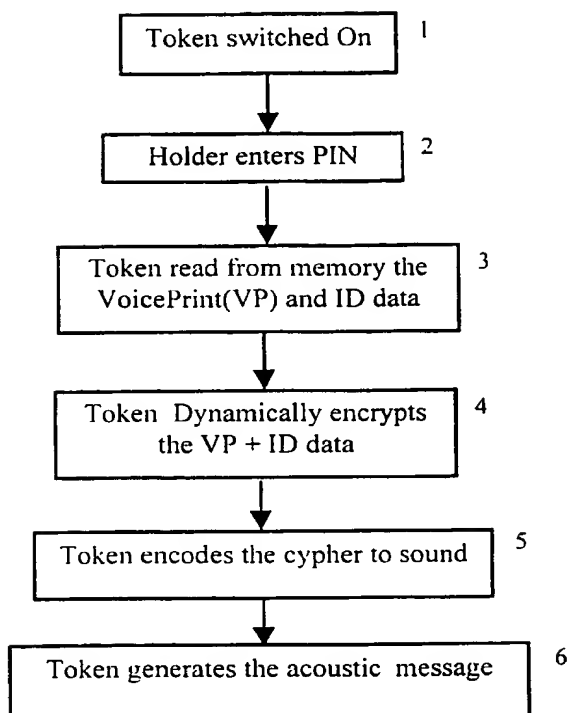 Token switched On 1
Holder enters PIN 2
Token read from memory the 3
VoicePrint(VP) and ID data
Token Dynamically encrypts 4
the VP + ID data
Token encodes the cypher to sound 5
Token generates the acoustic message 6